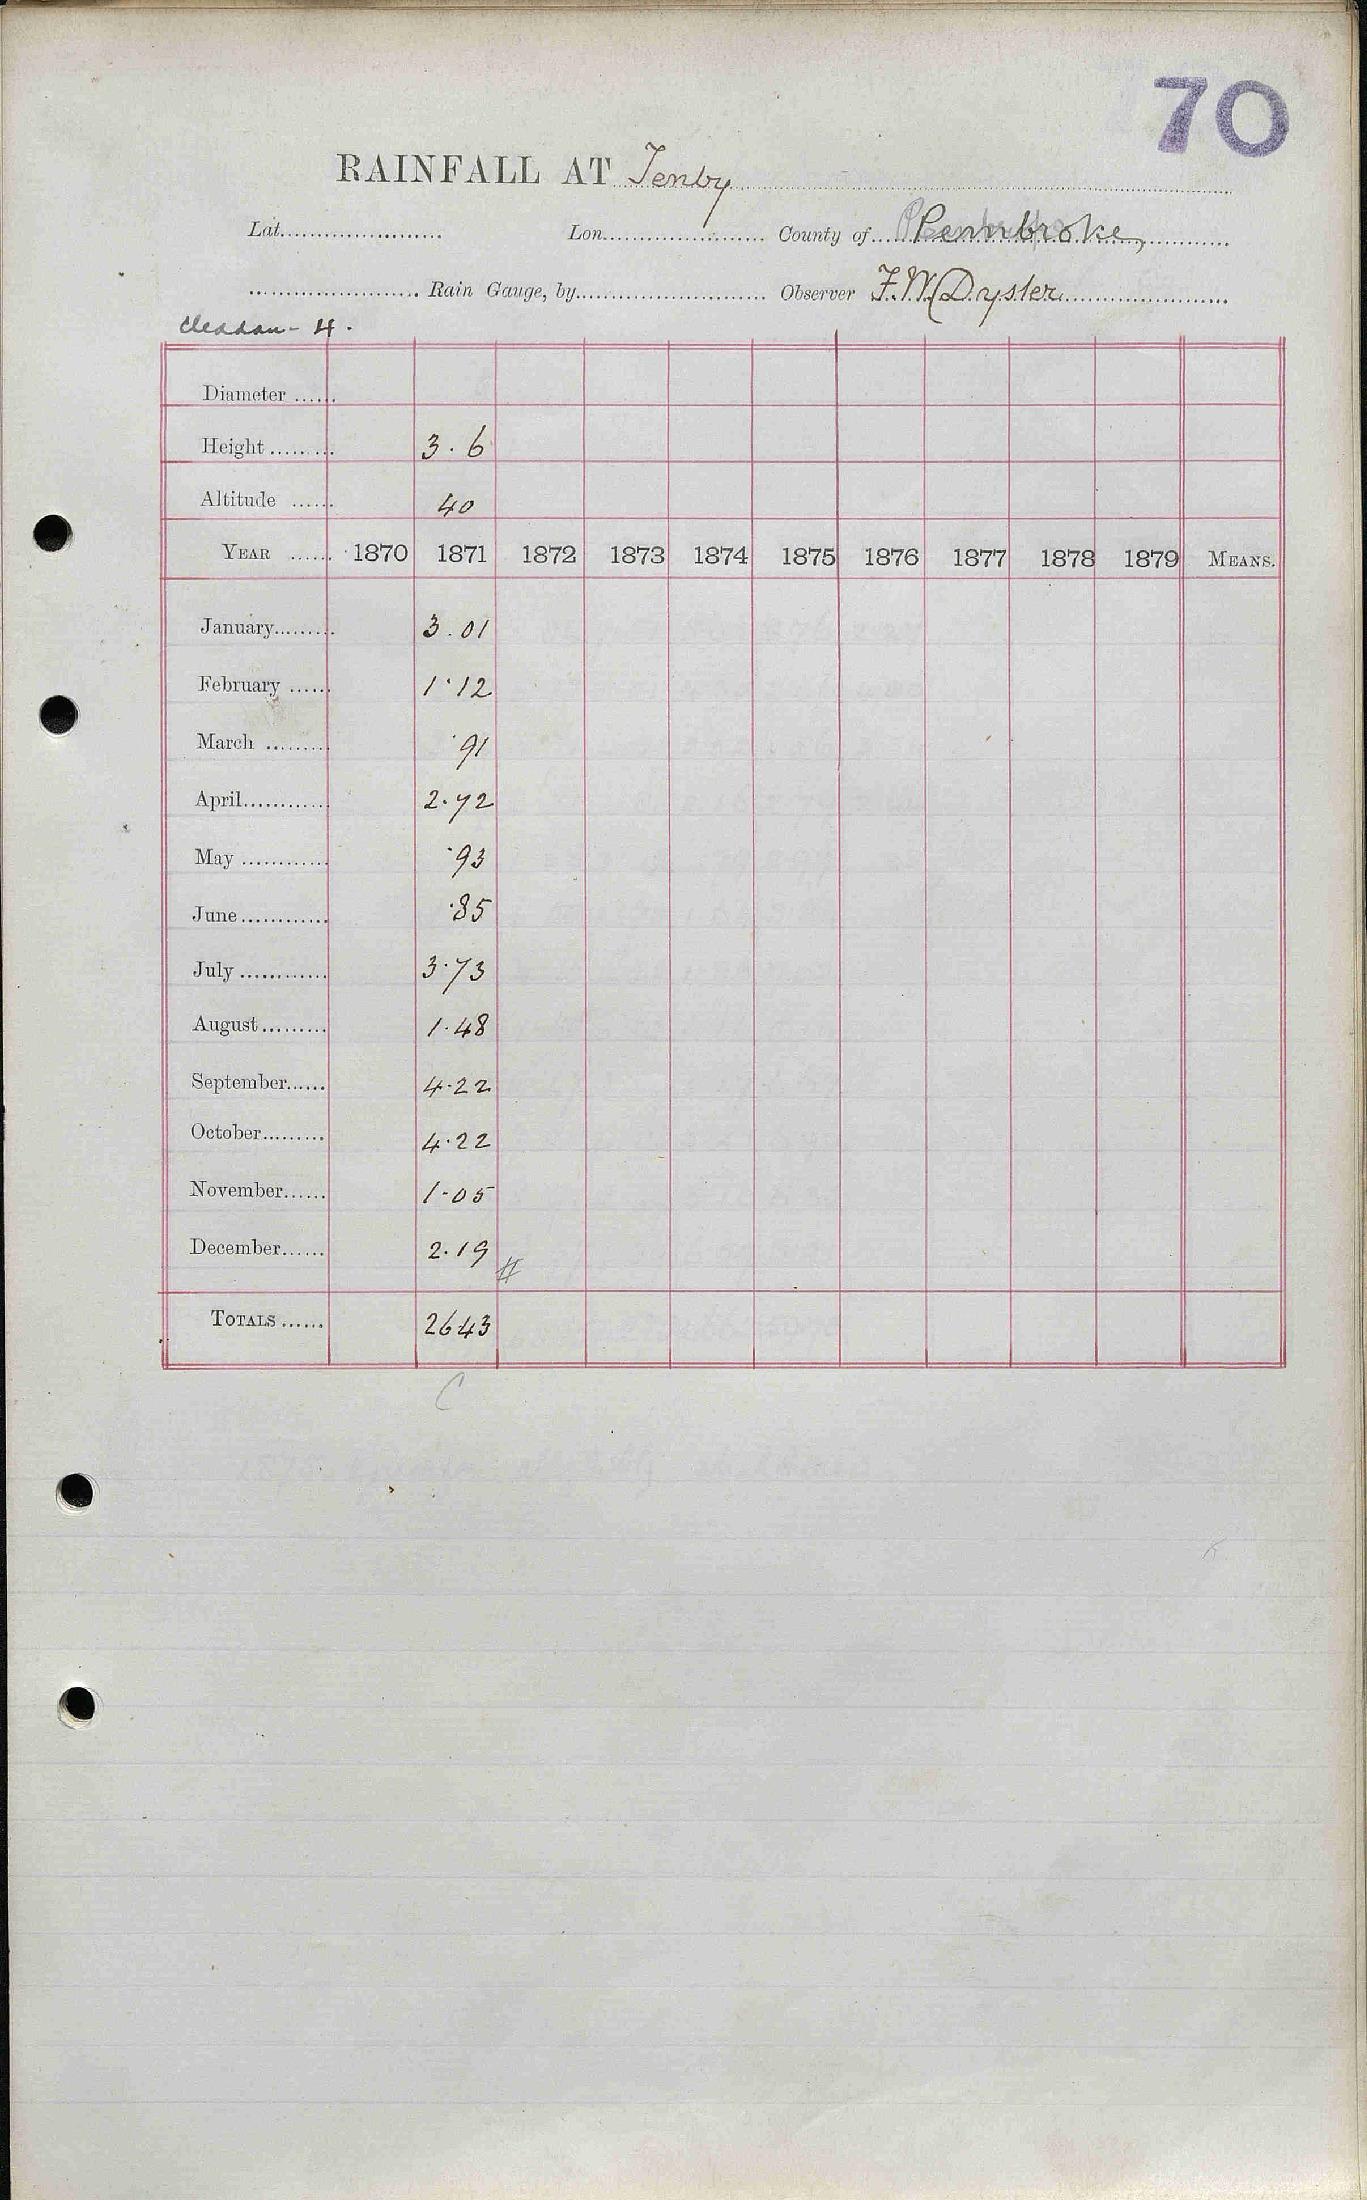 70
RAINFALL AT Tenby
Lat. Lon. County of Pembroke,
Rain Gauge, by Observer F. W. Dyster
Cleddau - 4.
Diameter
Height 3.6
Altitude 40
YEAR 1870 1871 1872 1873 1874 1875 1876 1877 1878 1879 MEANS.
January 3.01
February 1.12
March .91
April 2.72
May .93
June .85
July 3.73
August 1.48
September 4.22
October 4.22
November 1.05
December 2.19 #
TOTALS 2643
C